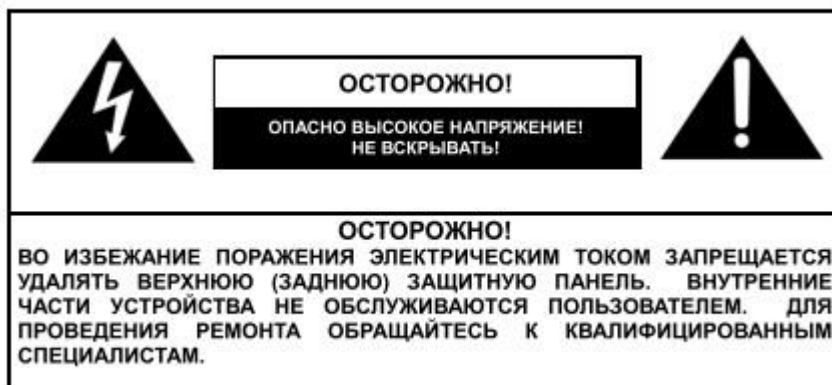 ОСТОРОЖНО!
ОПАСНО ВЫСОКОЕ НАПРЯЖЕНИЕ!
НЕ ВСКРЫВАТЬ!
ОСТОРОЖНО!
ВО ИЗБЕЖАНИЕ ПОРАЖЕНИЯ ЭЛЕКТРИЧЕСКИМ ТОКОМ ЗАПРЕЩАЕТСЯ
УДАЛЯТЬ ВЕРХНЮЮ (ЗАДНЮЮ) ЗАЩИТНУЮ ПАНЕЛЬ. ВНУТРЕННИЕ
ЧАСТИ УСТРОЙСТВА НЕ ОБСЛУЖИВАЮТСЯ ПОЛЬЗОВАТЕЛЕМ. ДЛЯ
ПРОВЕДЕНИЯ РЕМОНТА ОБРАЩАЙТЕСЬ К КВАЛИФИЦИРОВАННЫМ
СПЕЦИАЛИСТАМ.